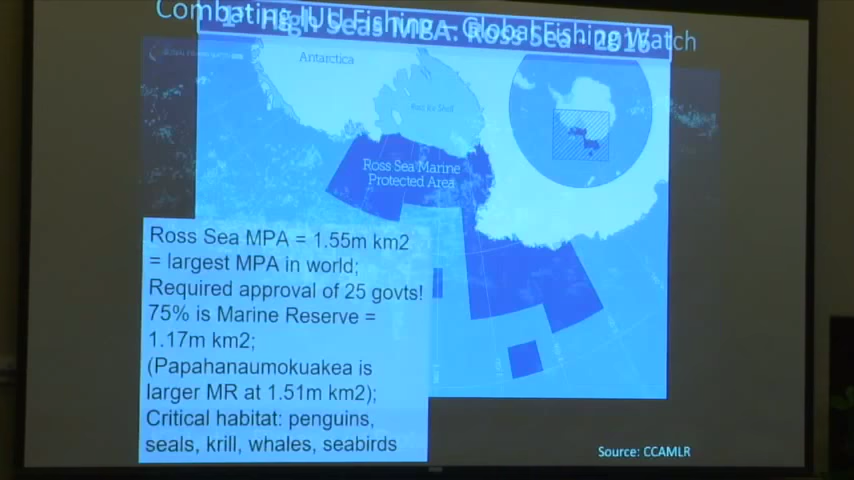 Combating IUU Fishing - Global Fishing Watch
1st High Seas MPA: Ross Sea - 2016
Antarctica
Ross Ice Shelf
Ross Sea Marine
Protected Area
Ross Sea MPA = 1.55m km2
= largest MPA in world;
Required approval of 25 govts!
75% is Marine Reserve =
1.17m km2;
(Papahanaumokuakea is
larger MR at 1.51m km2);
Critical habitat: penguins,
seals, krill, whales, seabirds
Source: CCAMLR